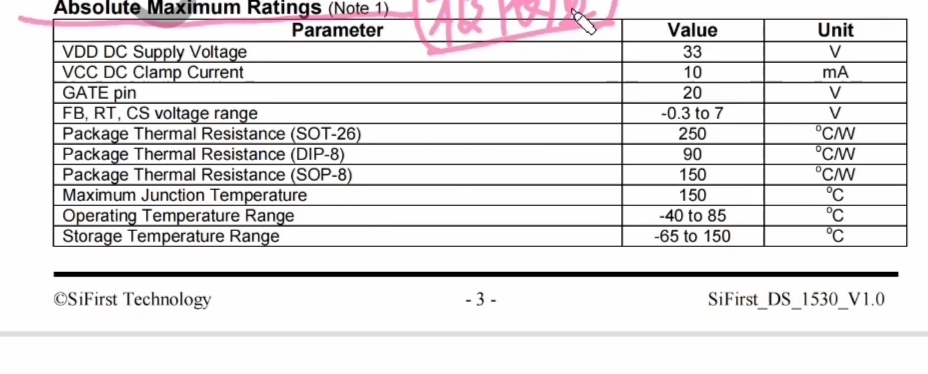 Absolute Maximum Ratings (Note 1)
Parameter Value Unit
VDD DC Supply Voltage 33 V
VCC DC Clamp Current 10 mA
GATE pin 20 V
FB, RT, CS voltage range -0.3 to 7 V
Package Thermal Resistance (SOT-26) 250 °C/W
Package Thermal Resistance (DIP-8) 90 °C/W
Package Thermal Resistance (SOP-8) 150 °C/W
Maximum Junction Temperature 150 °C
Operating Temperature Range -40 to 85 °C
Storage Temperature Range -65 to 150 °C
©SiFirst Technology - 3 - SiFirst_DS_1530_V1.0